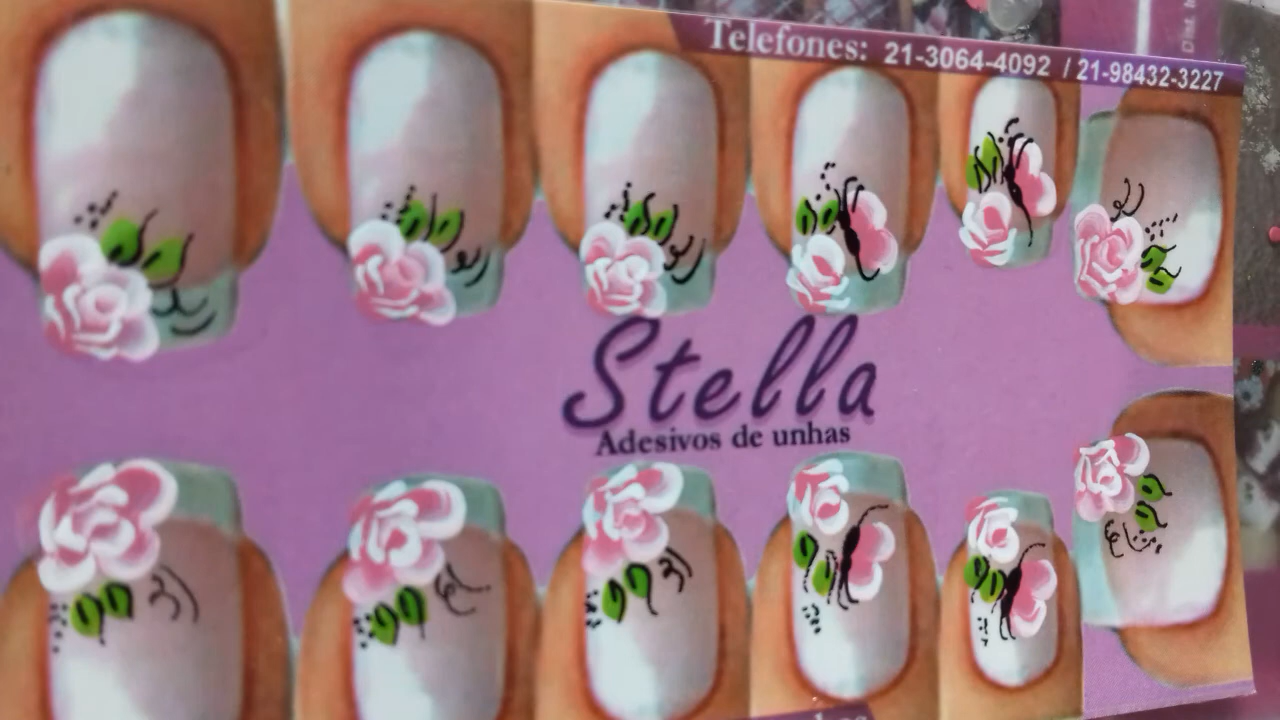 Telefones: 21-3064-4092 / 21-98432-3227
Stella
Adesivos de unhas